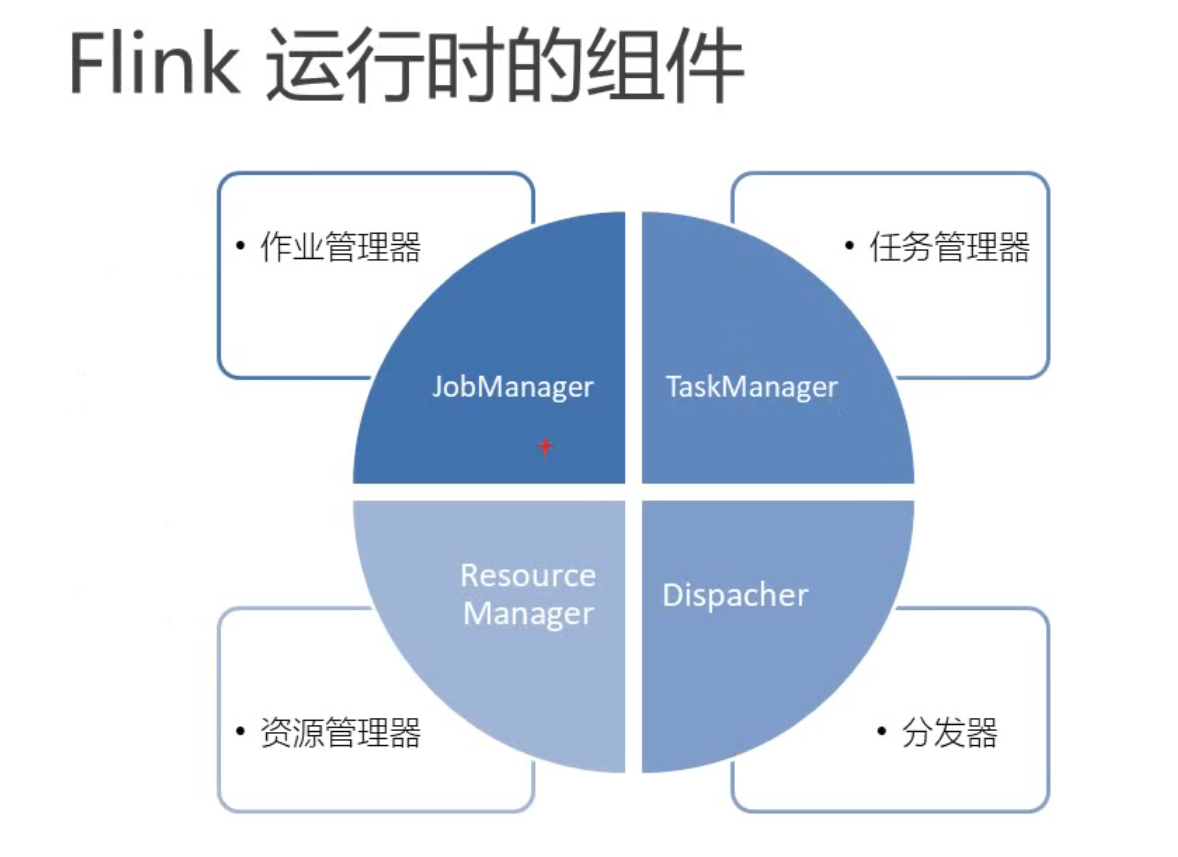 Flink 运行时的组件
• 作业管理器
• 任务管理器
JobManager
TaskManager
Resource
Manager
Dispacher
• 资源管理器
• 分发器